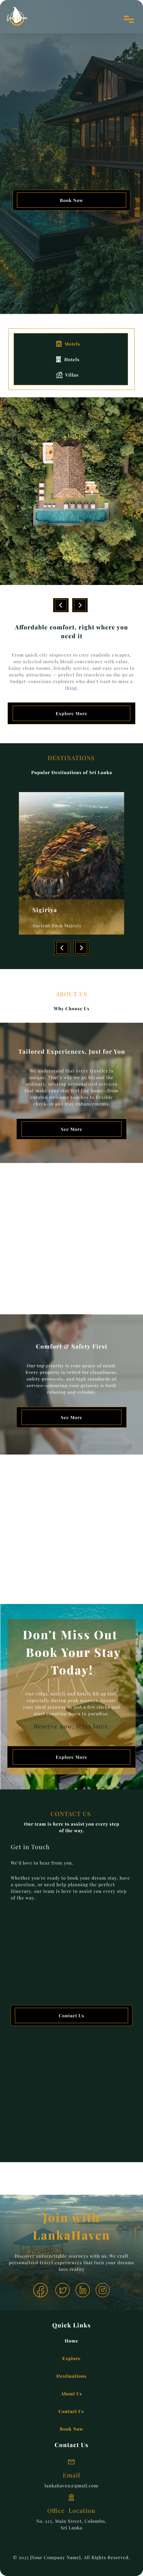 Book Now
Motels
Hotels
Villas
Affordable comfort, right where you
need it
From quick city stopovers to cozy roadside escapes,
our selected motels blend convenience with value.
Enjoy clean rooms, friendly service, and easy access to
nearby attractions — perfect for travelers on the go or
budget-conscious explorers who don't want to miss a
thing.
Explore More
DESTINATIONS
Popular Destinations of Sri Lanka
Sigiriya
Ancient Rock Majesty
ABOUT US
Why Choose Us
Tailored Experiences, Just for You
We understand that every traveler is
unique. That's why we go beyond the
ordinary, offering personalized services
that make your stay feel like home—from
curated welcome touches to flexible
check-in and stay enhancements.
See More
Comfort & Safety First
Our top priority is your peace of mind.
Every property is vetted for cleanliness,
safety protocols, and high standards of
service—ensuring your getaway is both
relaxing and reliable.
See More
Don't Miss Out
Book Your Stay
Today!
Our villas, motels and hotels fill up fast
especially during peak seasons. Secure
your ideal getaway in just a few clicks and
start counting down to paradise.
Reserve now, relax later.
Explore More
CONTACT US
Our team is here to assist you every step
of the way.
Get in Touch
We'd love to hear from you.
Whether you're ready to book your dream stay, have
a question, or need help planning the perfect
itinerary, our team is here to assist you every step
of the way.
Contact Us
Join with
LankaHaven
Discover unforgettable journeys with us. We craft
personalized travel experiences that turn your dreams
into reality
Quick Links
Home
Explore
Destinations
About Us
Contact Us
Book Now
Contact Us
Email
lankahaven@gmail.com
Office Location
No. 123, Main Street, Colombo,
Sri Lanka
© 2025 [Your Company Name]. All Rights Reserved.